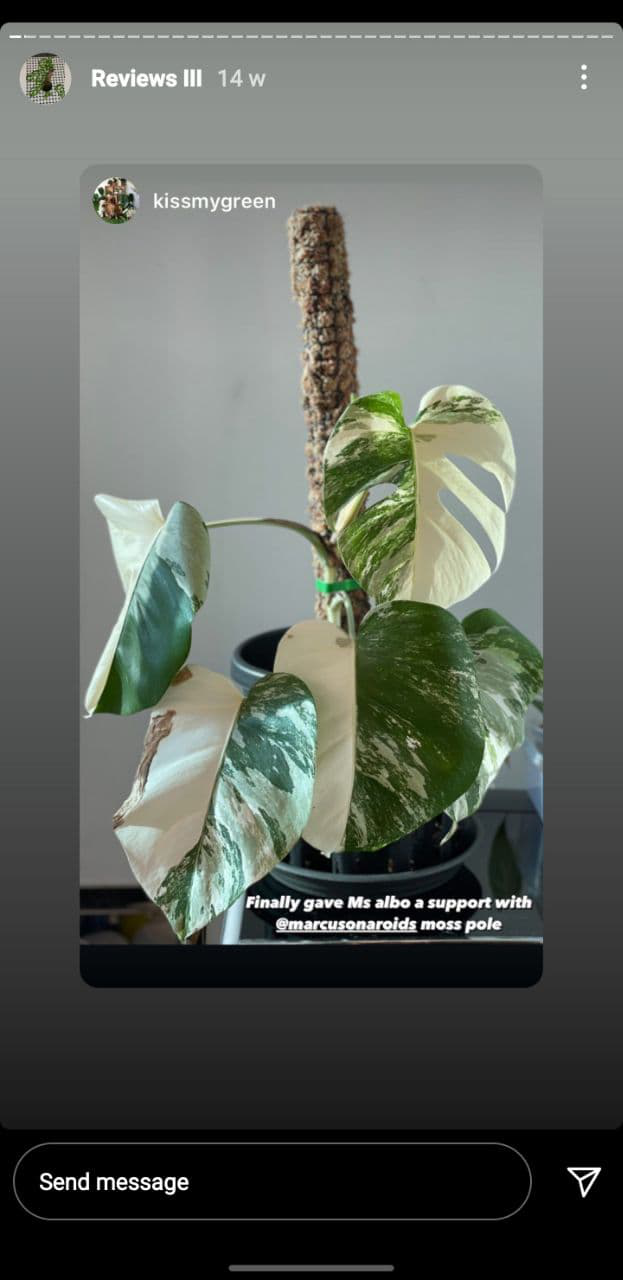 Reviews III 14 w
kissmygreen
Finally gave Ms albo a support with
@marcusonaroids moss pole
Send message